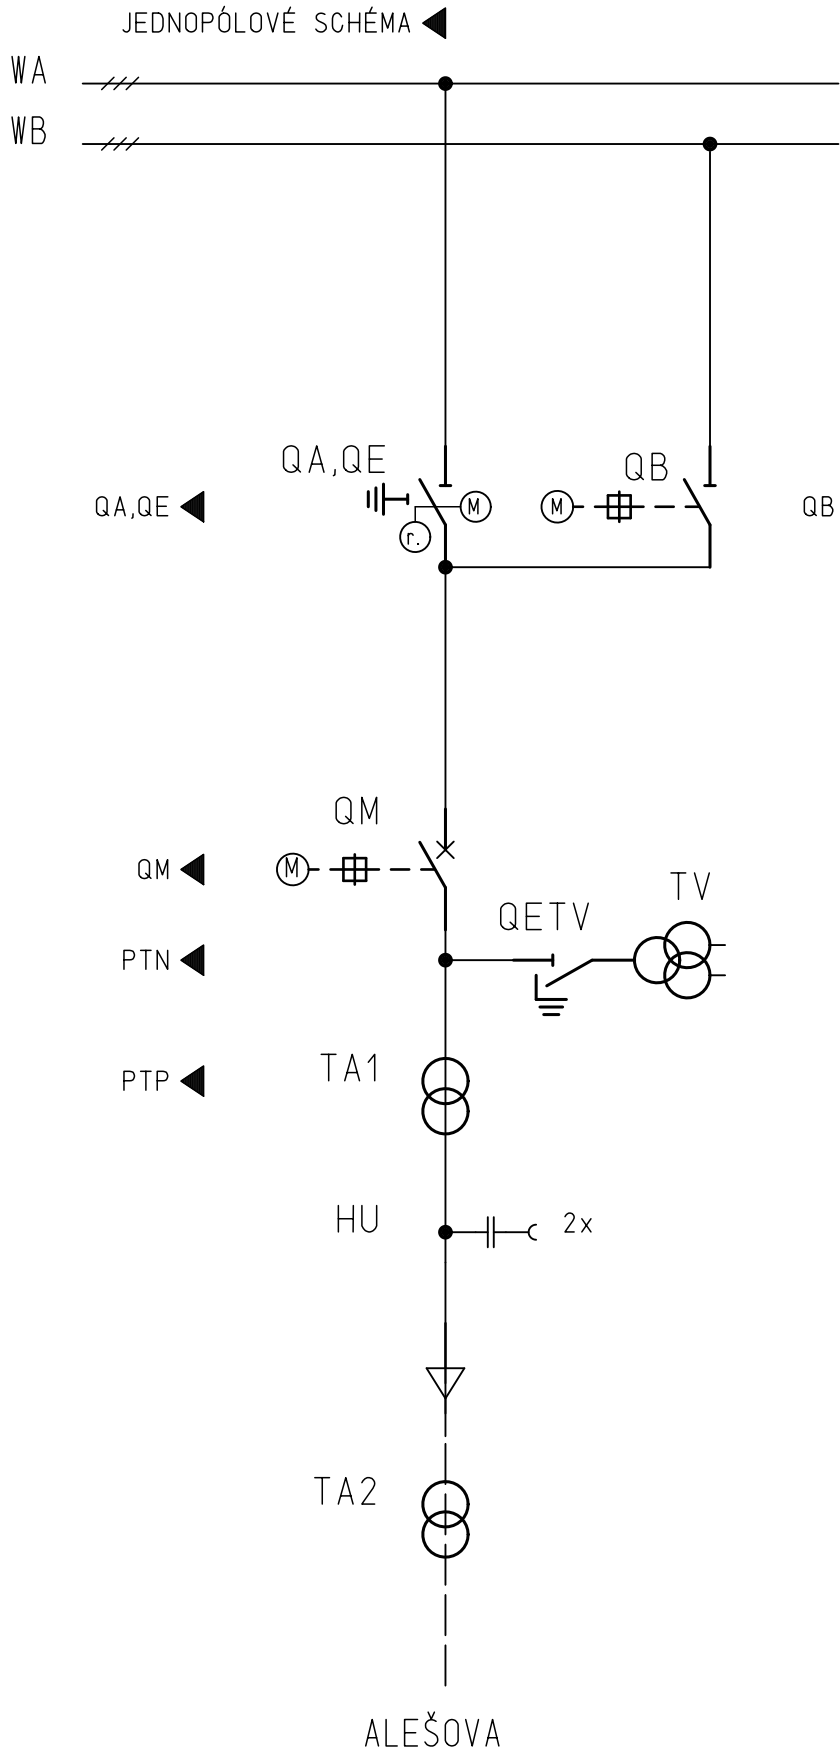 JEDNOPÓLOVÉ SCHÉMA
WA
WB
QA,QE
QB
QA,QE
M
M
QB
r.
QM
QM
M
TV
QETV
PTN
TA1
PTP
HU
2x
TA2
ALEŠOVA